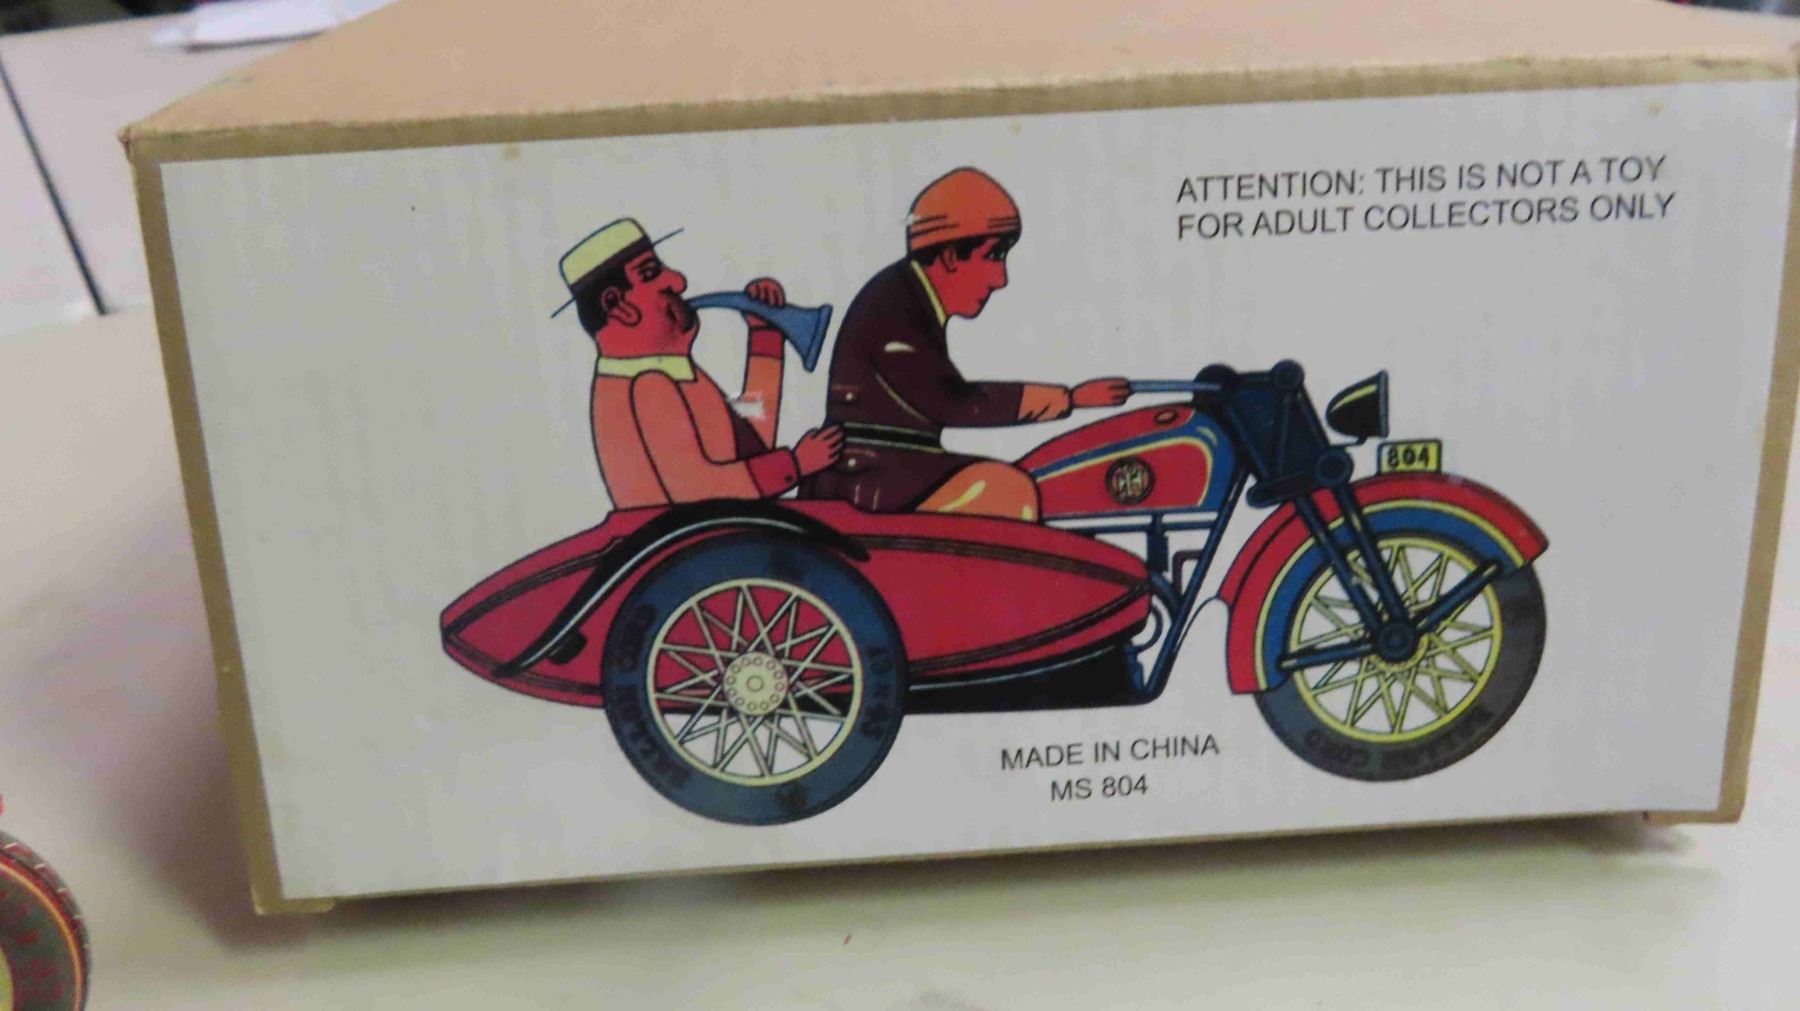 ATTENTION: THIS IS NOT A TOY
FOR ADULT COLLECTORS ONLY
804
MADE IN CHINA
MS 804